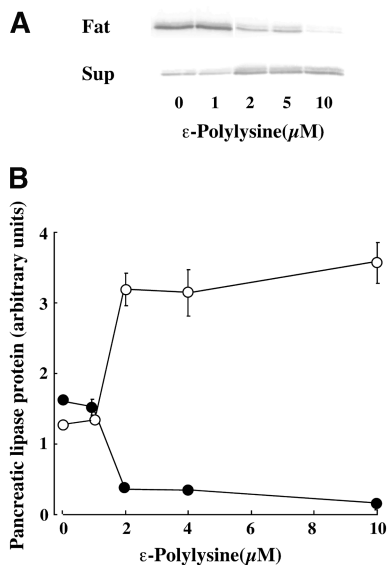 A
Fat
Sup
0 1 2 5 10
ε-Polylysine(μM)
B
Pancreatic lipase protein (arbitrary units)
4
3
2
1
0
0 2 4 6 8 10
ε-Polylysine(μM)